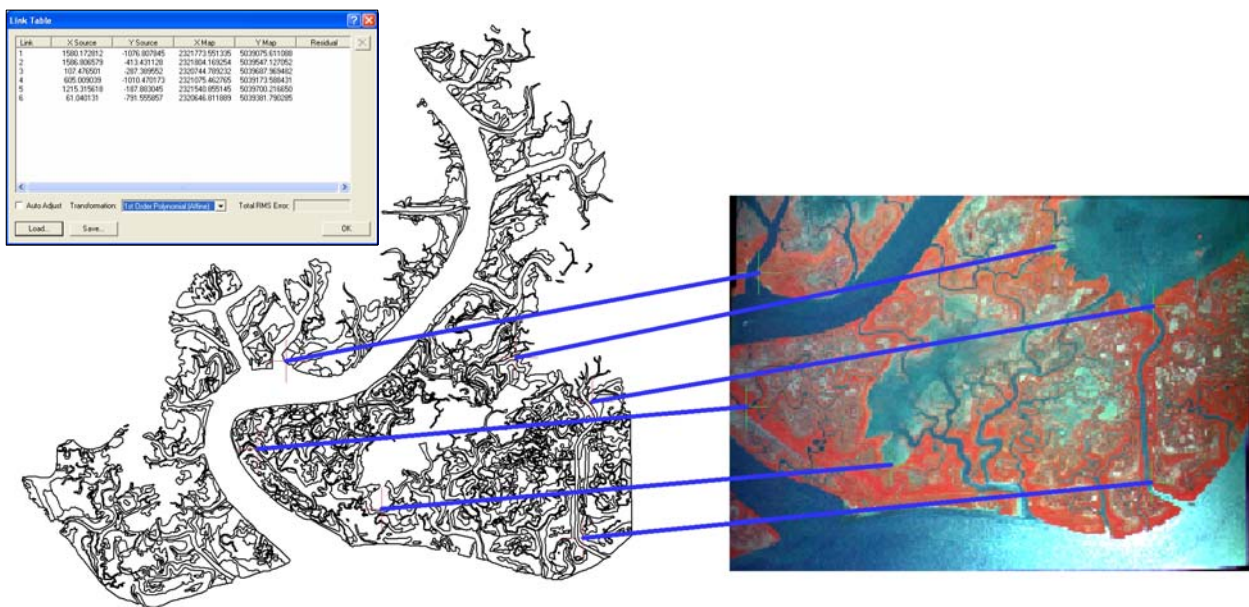 Link Table
Link X Source Y Source X Map Y Map Residual
1 1580.172812 -1076.807845 2321773.551335 5039075.611088
2 1586.806579 -413.431128 2321804.169254 5039547.127052
3 107.476501 -287.389552 2320744.789232 5039687.969482
4 605.009039 -1010.470173 2321075.462765 5039173.588431
5 1215.315618 -187.883045 2321540.855145 5039700.216650
6 61.040131 -791.555857 2320646.811889 5039381.790285
Auto Adjust Transformation: 1st Order Polynomial (Affine) Total RMS Error:
Load... Save... OK